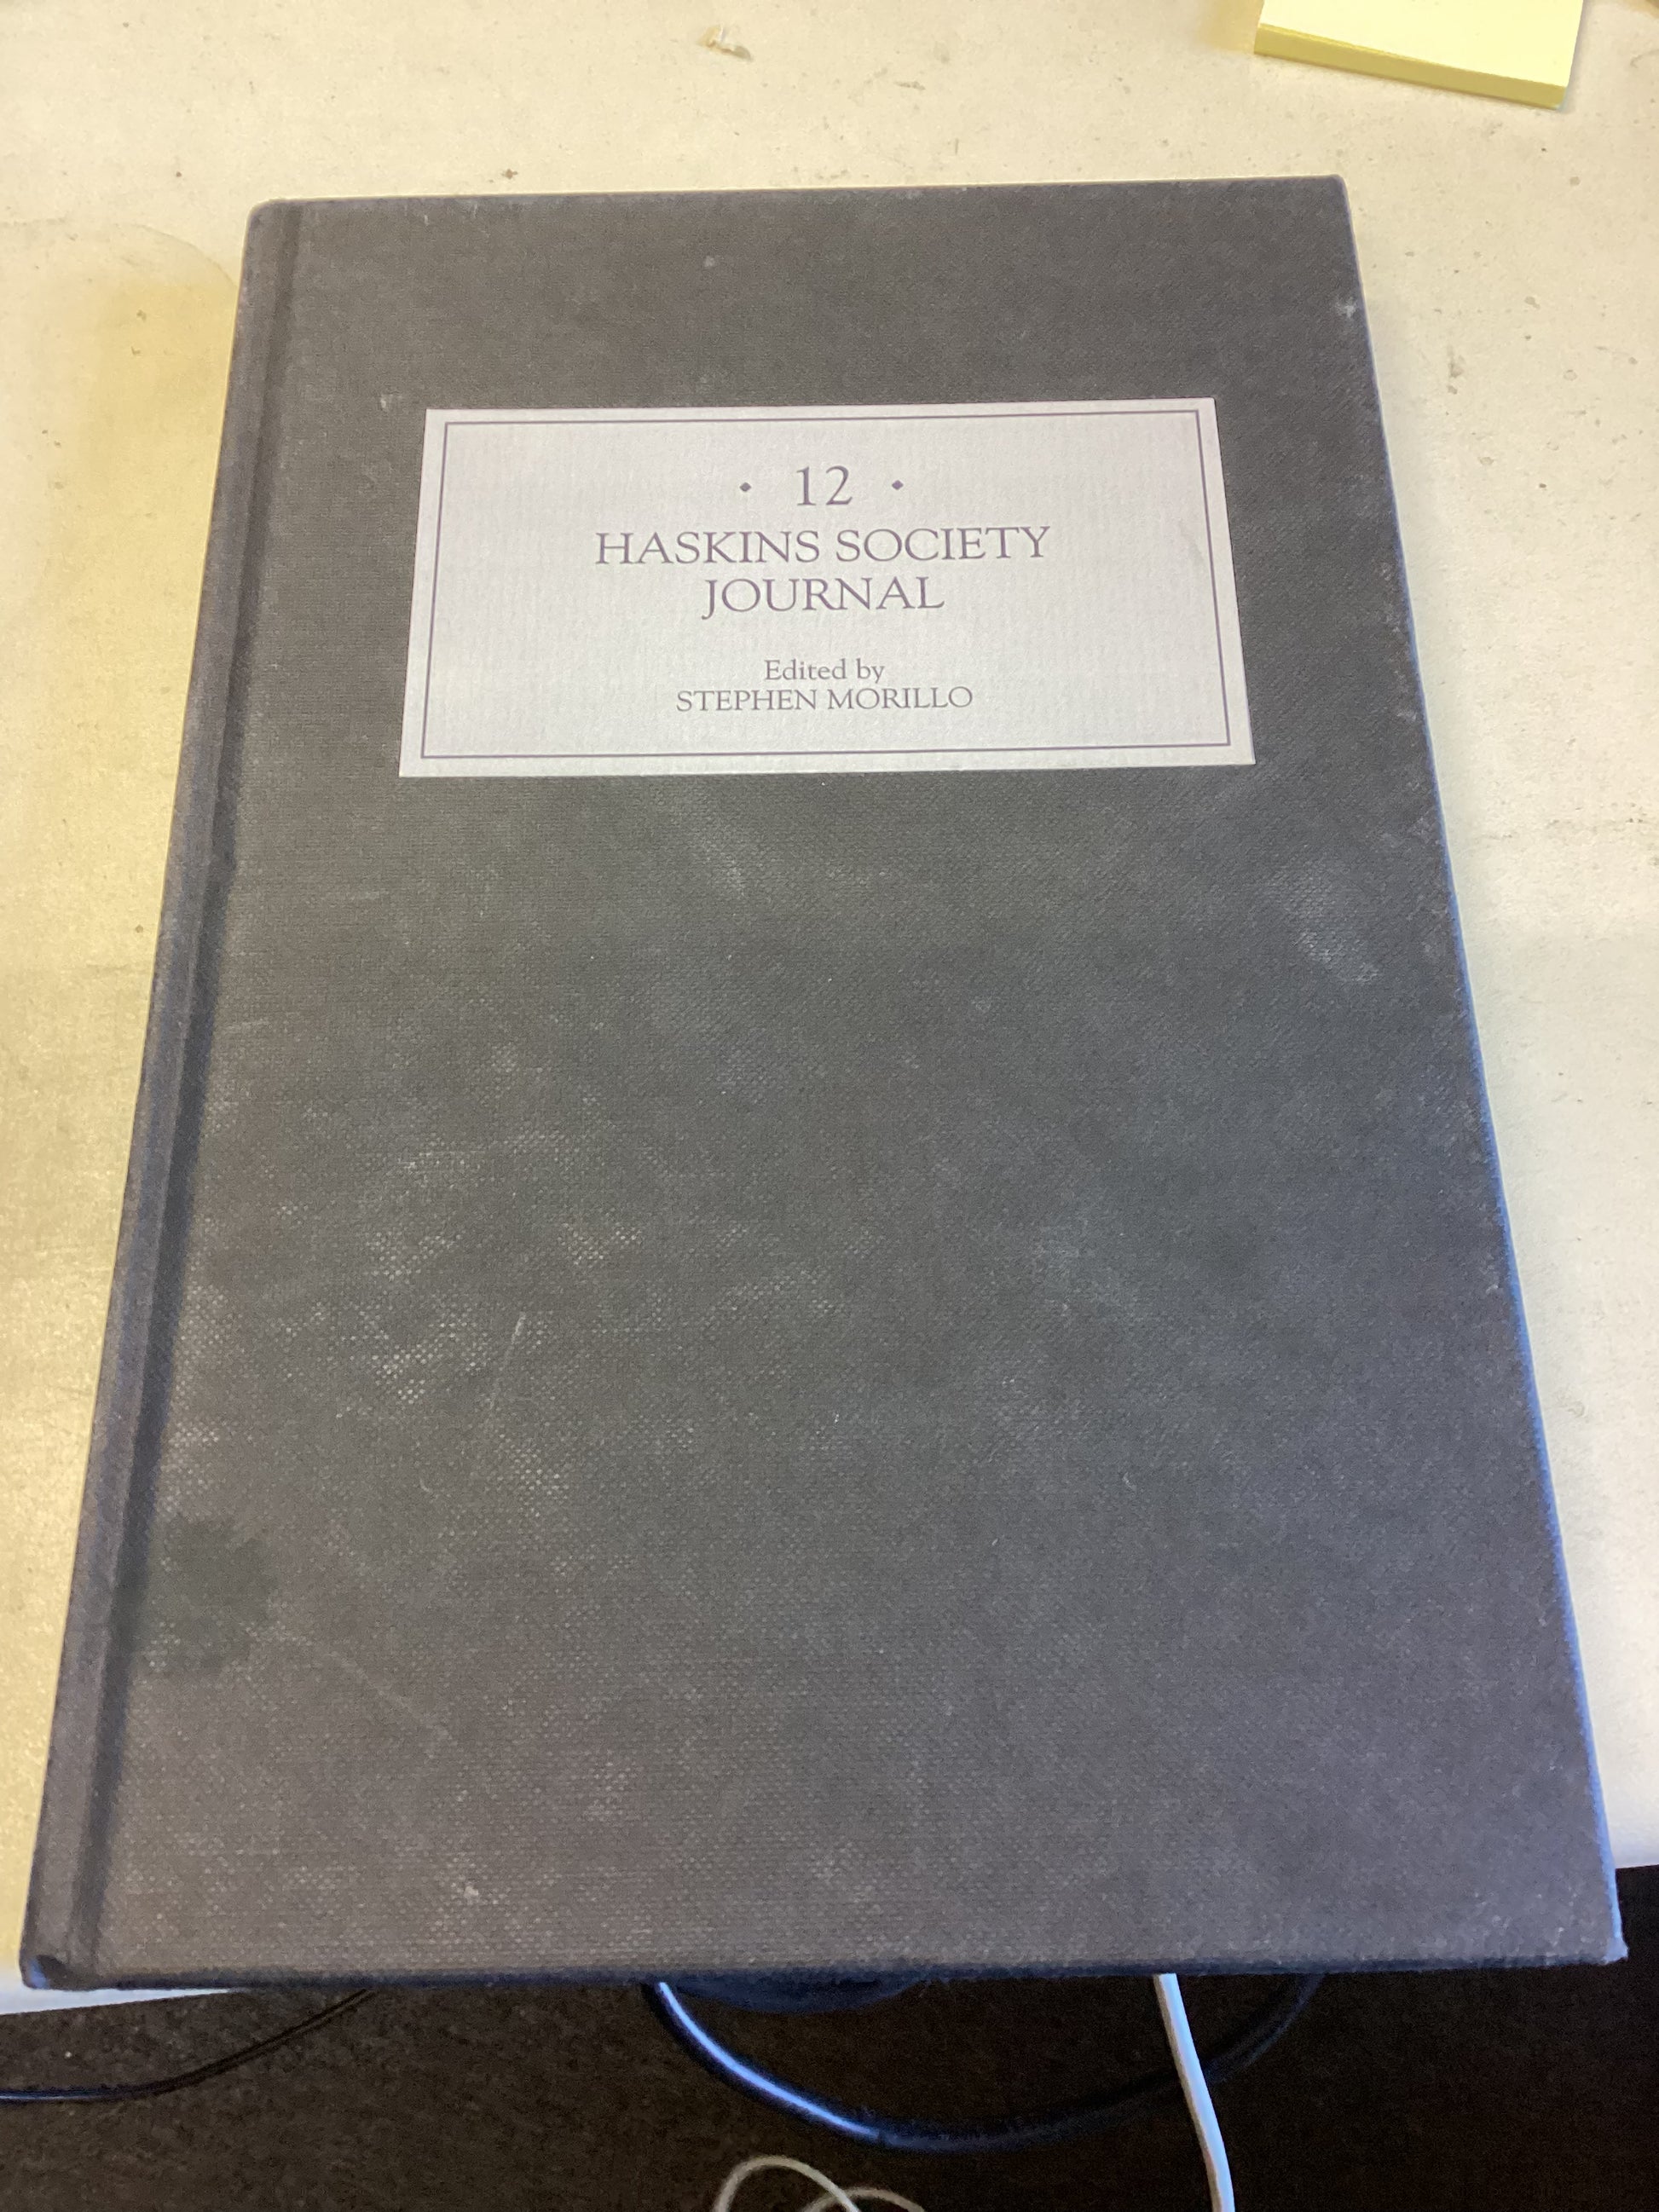 · 12 ·
HASKINS SOCIETY
JOURNAL
Edited by
STEPHEN MORILLO